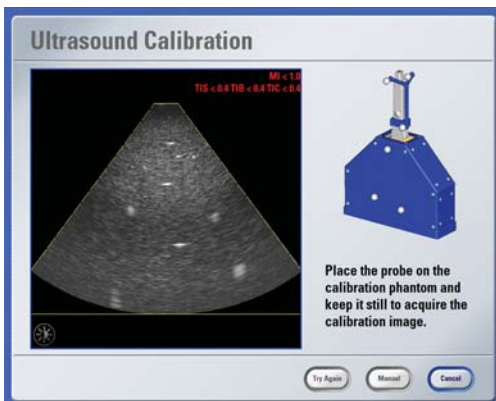 Ultrasound Calibration
MI < 1.0
TIS < 0.4 TIB < 0.4 TIC < 0.4
Place the probe on the
calibration phantom and
keep it still to acquire the
calibration image.
Try Again
Manual
Cancel